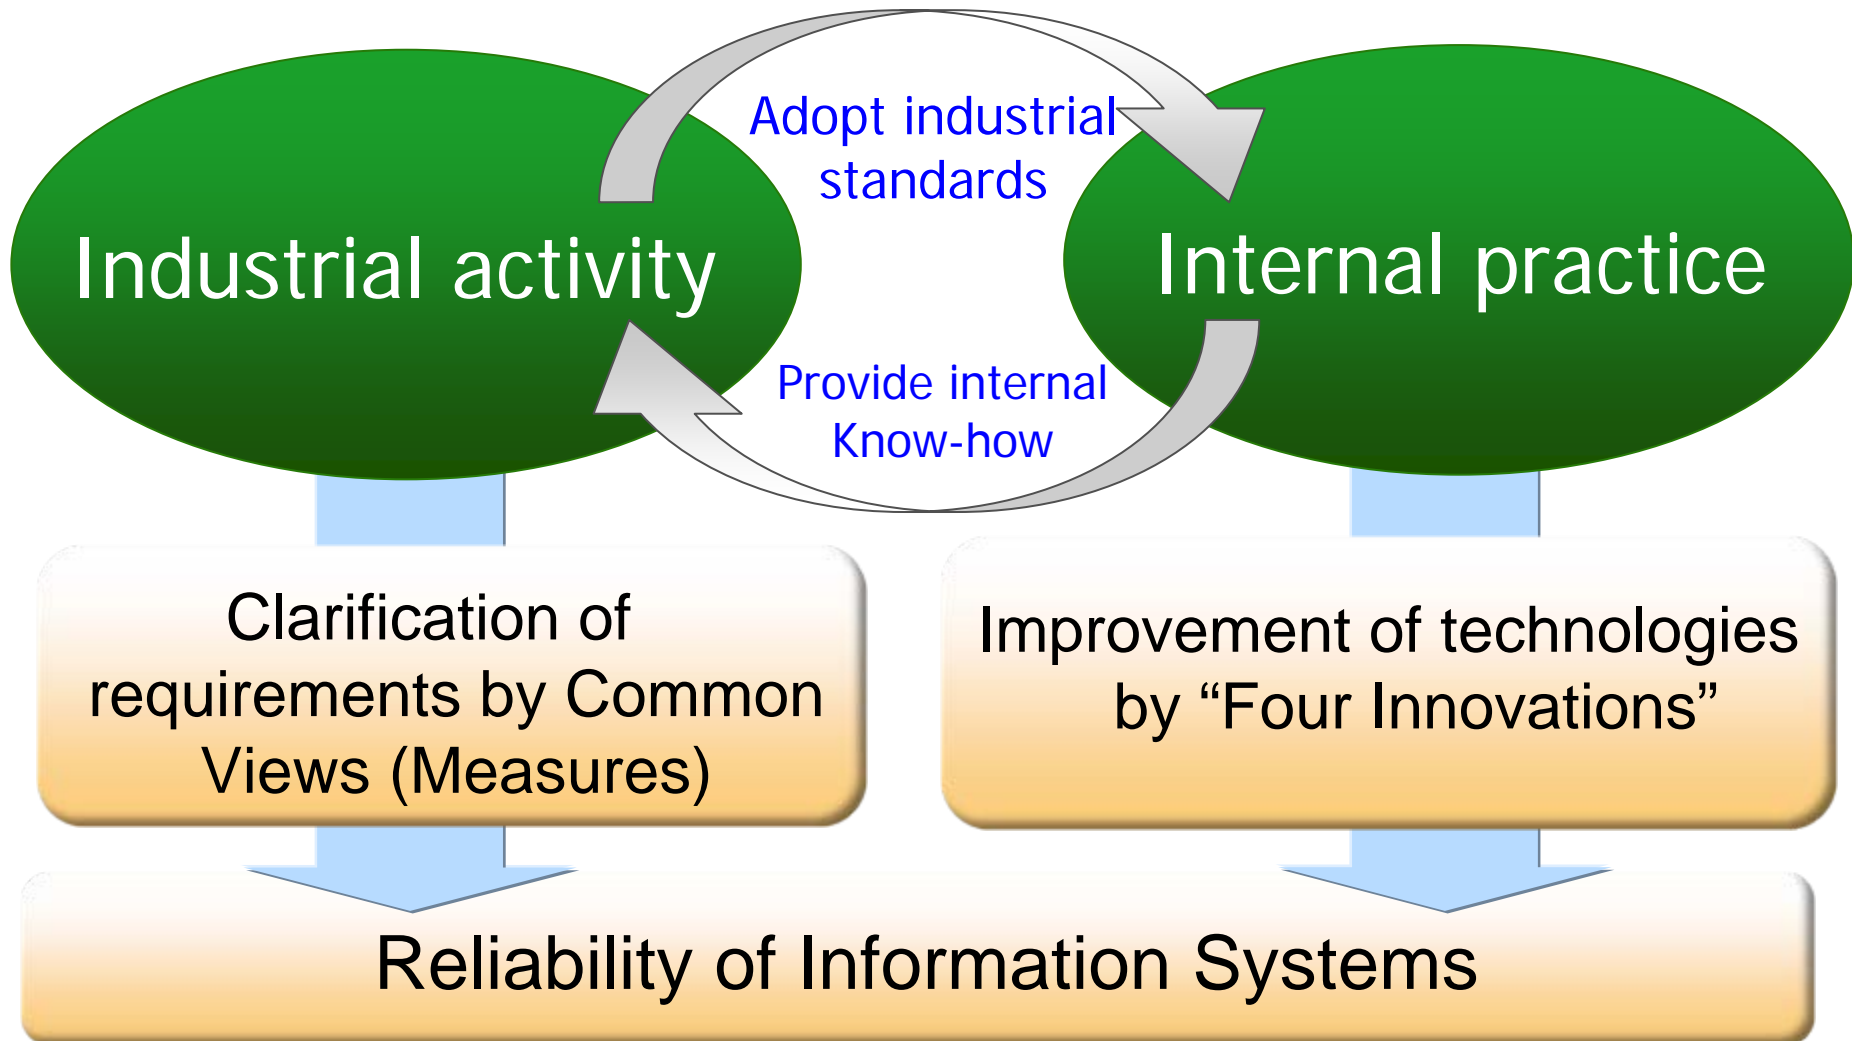 Adopt industrial
standards
Industrial activity
Internal practice
Provide internal
Know-how
Clarification of
requirements by Common
Views (Measures)
Improvement of technologies
by “Four Innovations”
Reliability of Information Systems